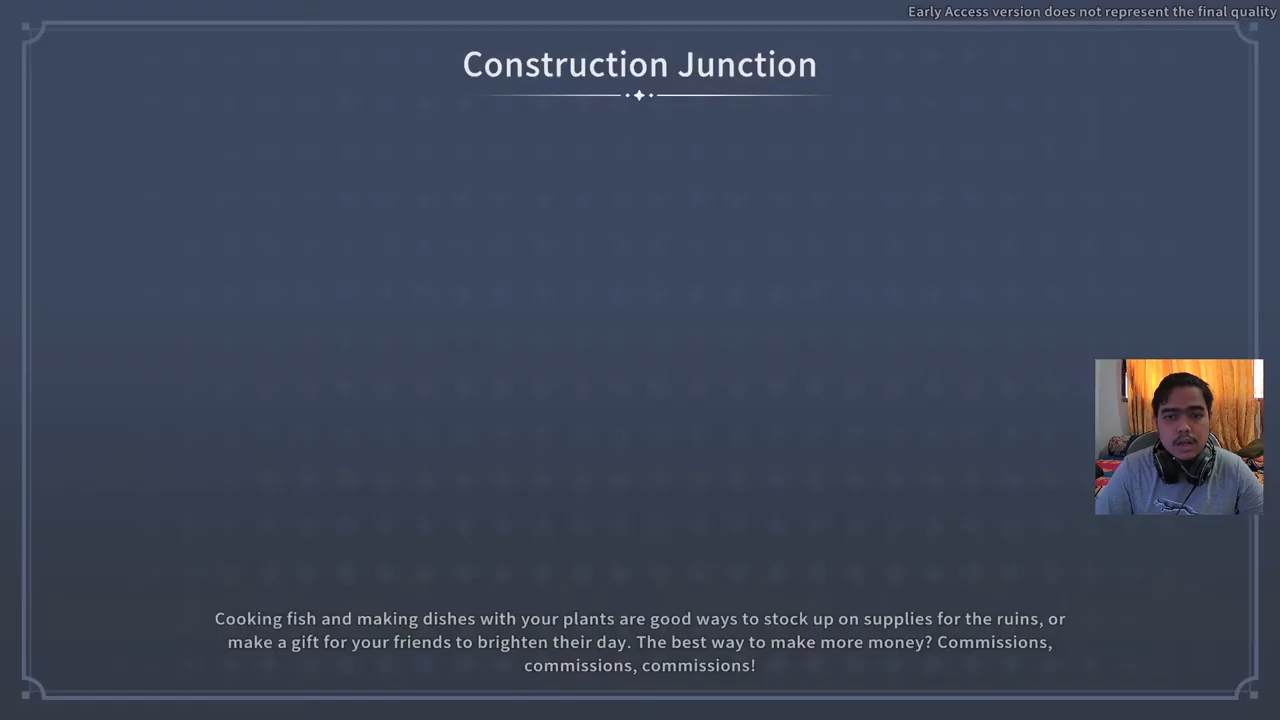 Early Access version does not represent the final quality
Construction Junction
Cooking fish and making dishes with your plants are good ways to stock up on supplies for the ruins, or
make a gift for your friends to brighten their day. The best way to make more money? Commissions,
commissions, commissions!